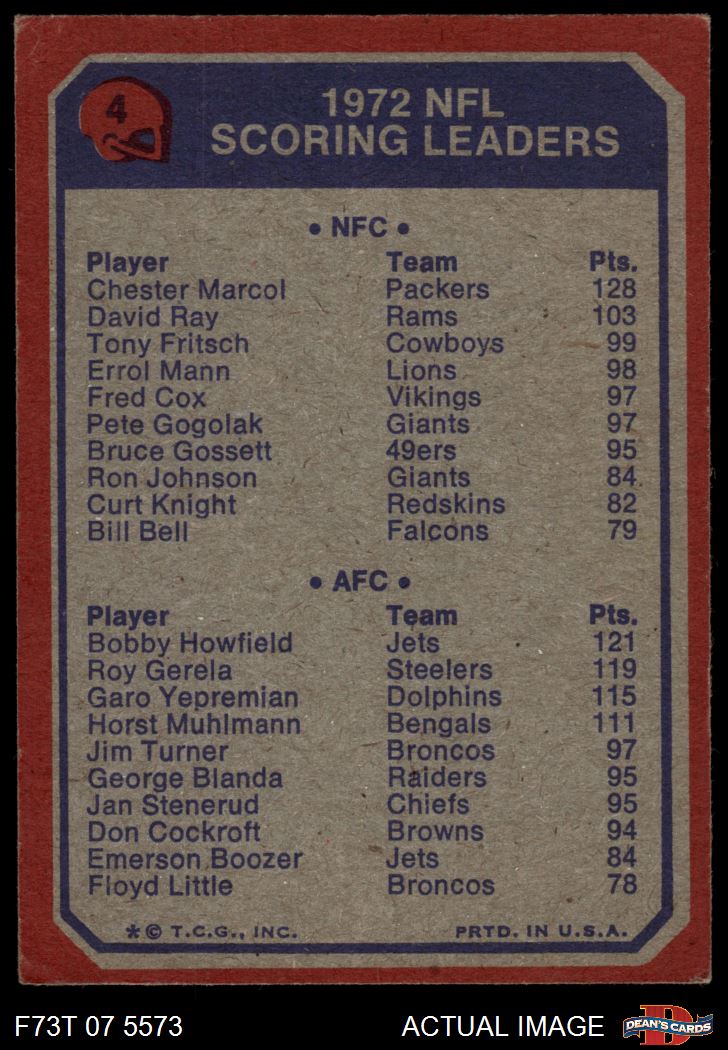 4
1972 NFL
SCORING LEADERS
• NFC •
Player Team Pts.
Chester Marcol Packers 128
David Ray Rams 103
Tony Fritsch Cowboys 99
Errol Mann Lions 98
Fred Cox Vikings 97
Pete Gogolak Giants 97
Bruce Gossett 49ers 95
Ron Johnson Giants 84
Curt Knight Redskins 82
Bill Bell Falcons 79
• AFC •
Player Team Pts.
Bobby Howfield Jets 121
Roy Gerela Steelers 119
Garo Yepremian Dolphins 115
Horst Muhlmann Bengals 111
Jim Turner Broncos 97
George Blanda Raiders 95
Jan Stenerud Chiefs 95
Don Cockroft Browns 94
Emerson Boozer Jets 84
Floyd Little Broncos 78
*© T.C.G., INC. PRTD. IN U.S.A.
F73T 07 5573 ACTUAL IMAGE D DEAN'S CARDS